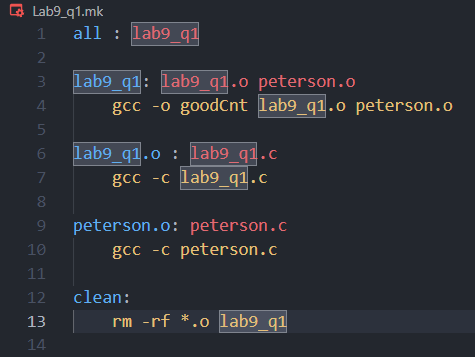 Lab9_q1.mk
1 all : lab9_q1
2
3 lab9_q1: lab9_q1.o peterson.o
4     gcc -o goodCnt lab9_q1.o peterson.o
5
6 lab9_q1.o : lab9_q1.c
7     gcc -c lab9_q1.c
8
9 peterson.o: peterson.c
10     gcc -c peterson.c
11
12 clean:
13     rm -rf *.o lab9_q1
14